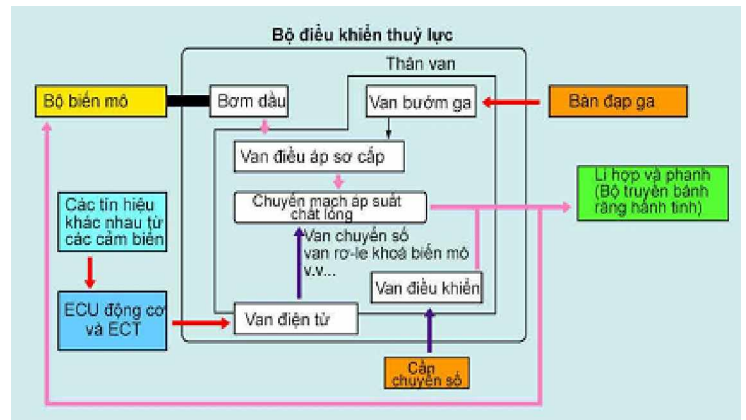 Bộ điều khiển thuỷ lực
Thân van
Bộ biến mô
Bơm dầu
Van bướm ga
Bàn đạp ga
Van điều áp sơ cấp
Li hợp và phanh
(Bộ truyền bánh
răng hành tinh)
Các tín hiệu
khác nhau từ
các cảm biến
Chuyển mạch áp suất
chất lỏng
Van chuyển số
van rơ-le khoá biến mô
v.v...
Van điều khiển
ECU động cơ
và ECT
Van điện từ
Cần
chuyển số